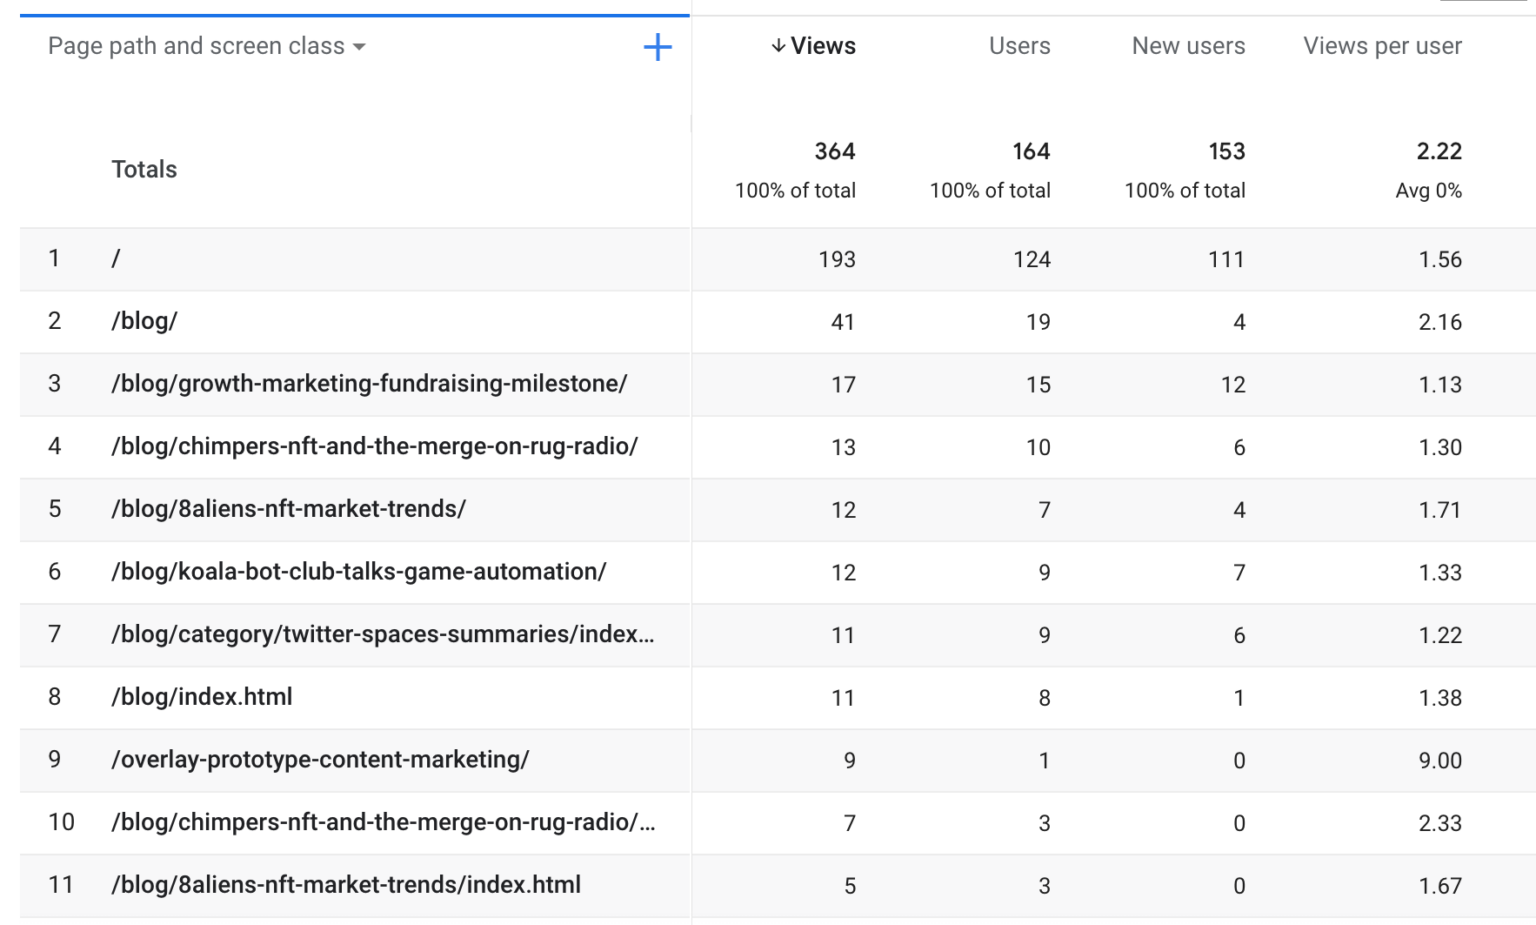 Page path and screen class
Views Users New users Views per user
Totals
364 164 153 2.22
100% of total 100% of total 100% of total Avg 0%
1 / 193 124 111 1.56
2 /blog/ 41 19 4 2.16
3 /blog/growth-marketing-fundraising-milestone/ 17 15 12 1.13
4 /blog/chimpers-nft-and-the-merge-on-rug-radio/ 13 10 6 1.30
5 /blog/8aliens-nft-market-trends/ 12 7 4 1.71
6 /blog/koala-bot-club-talks-game-automation/ 12 9 7 1.33
7 /blog/category/twitter-spaces-summaries/index... 11 9 6 1.22
8 /blog/index.html 11 8 1 1.38
9 /overlay-prototype-content-marketing/ 9 1 0 9.00
10 /blog/chimpers-nft-and-the-merge-on-rug-radio/... 7 3 0 2.33
11 /blog/8aliens-nft-market-trends/index.html 5 3 0 1.67